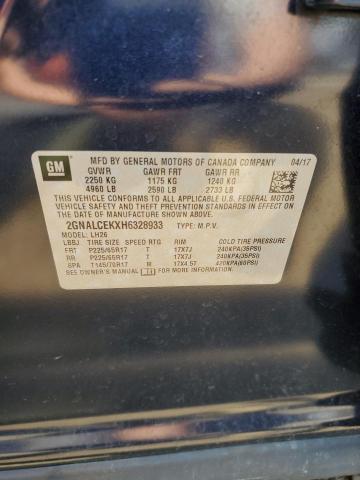 GM
MFD BY GENERAL MOTORS OF CANADA COMPANY 04/17
GVWR GAWR FRT GAWR RR
2250 KG 1175 KG 1240 KG
4960 LB 2590 LB 2733 LB
THIS VEHICLE CONFORMS TO ALL APPLICABLE U.S. FEDERAL MOTOR
VEHICLE SAFETY AND THEFT PREVENTION STANDARDS IN EFFECT
ON THE DATE OF MANUFACTURE SHOWN ABOVE.
2GNALCEKXH6328933 TYPE: M.P.V.
MODEL: LH26
LBBJ TIRE SIZE SPEED RTG RIM COLD TIRE PRESSURE
FRT P225/65R17 T 17X7J 240KPA(35PSI)
RR P225/65R17 T 17X7J 240KPA(35PSI)
SPA T145/70R17 M 17X4.5T 420KPA(60PSI)
SEE OWNER'S MANUAL FOR ADDITIONAL INFORMATION.